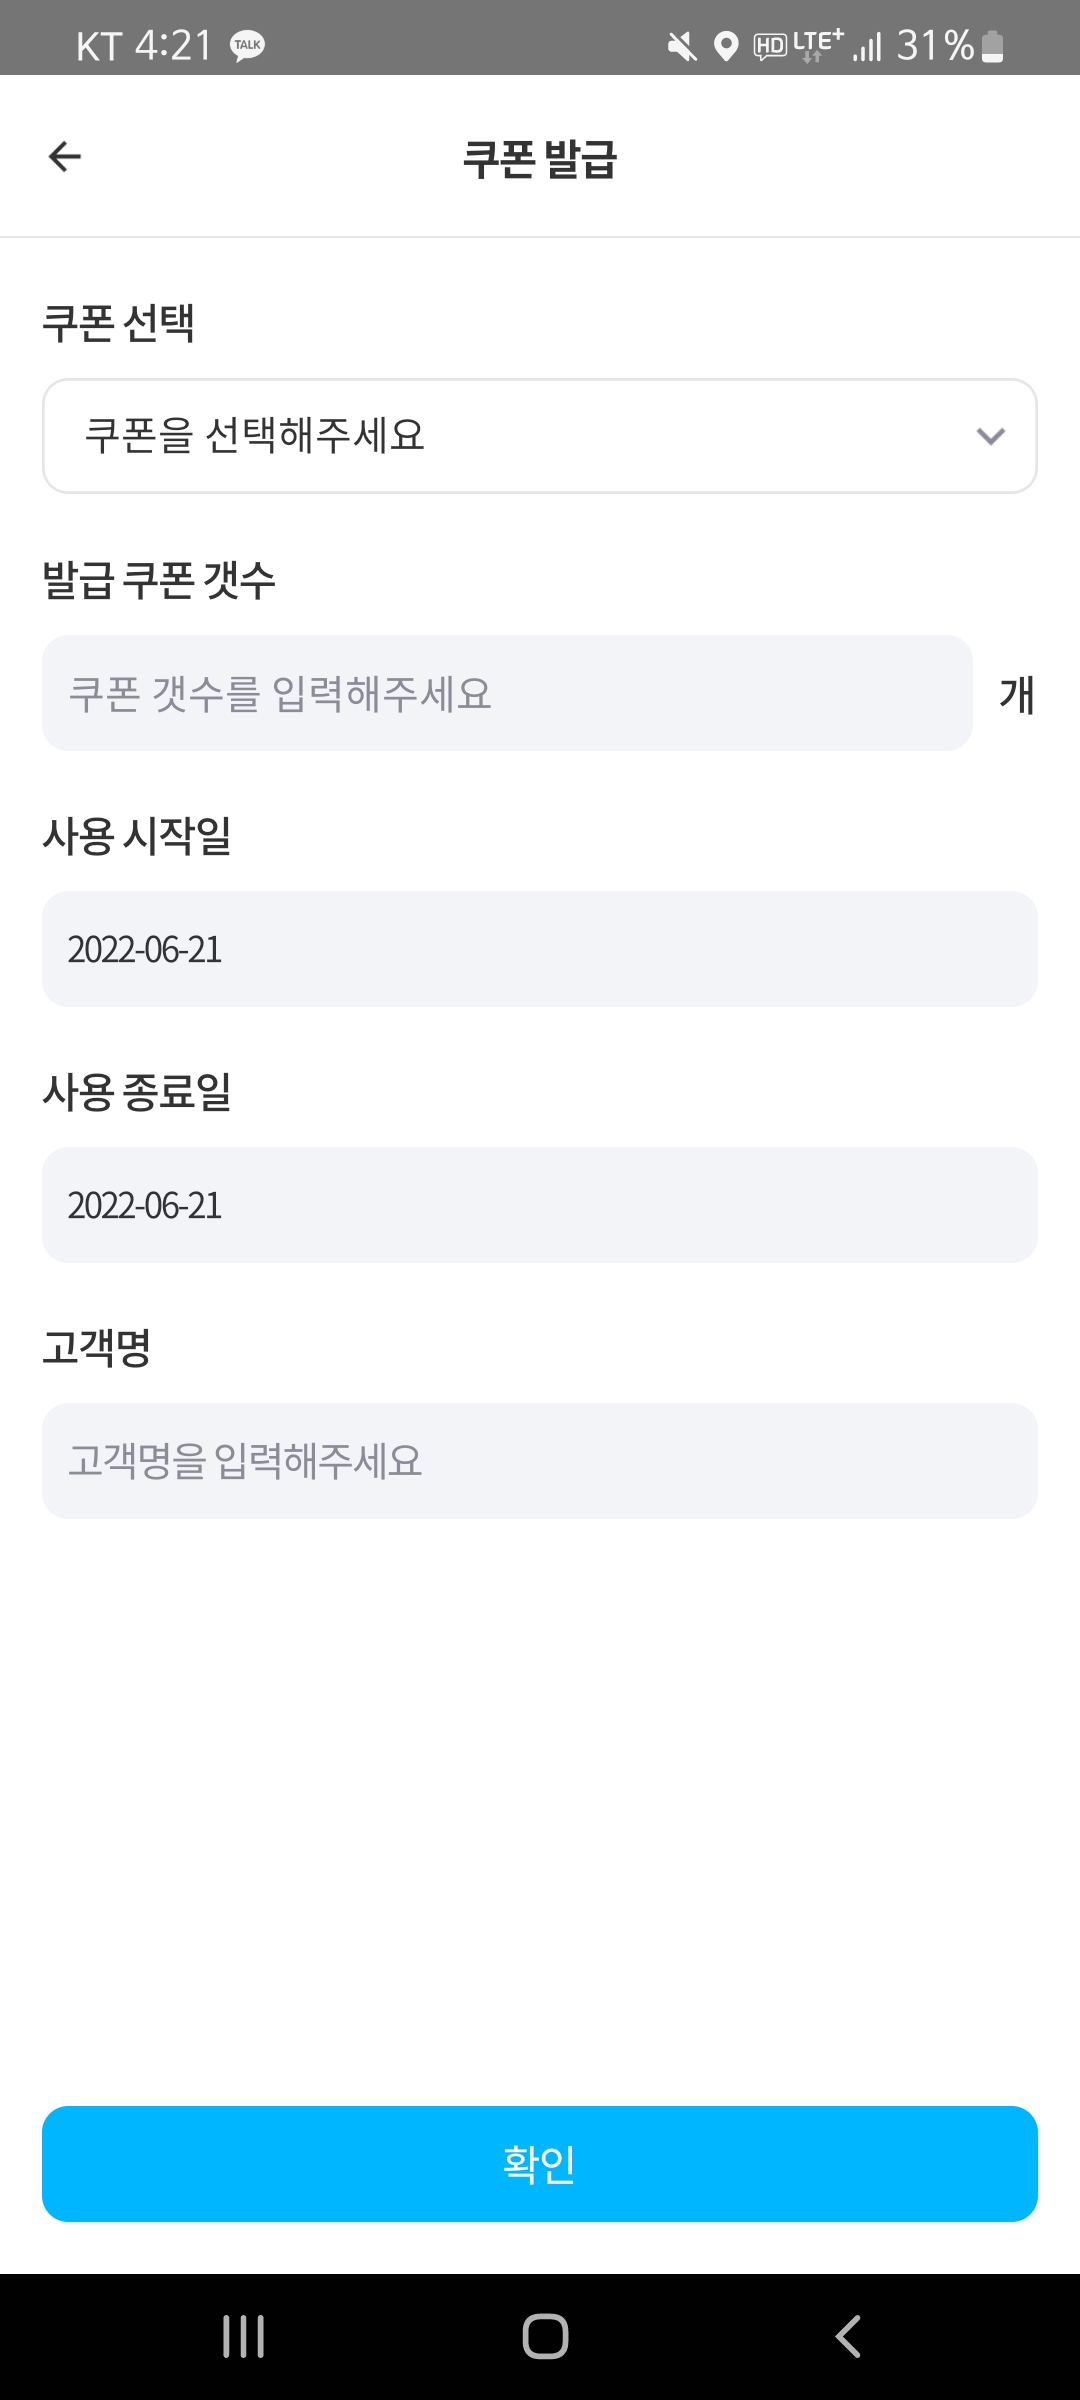 KT 4:21 TALK HD LTE+ 31%
쿠폰 발급
쿠폰 선택
쿠폰을 선택해주세요
발급 쿠폰 갯수
쿠폰 갯수를 입력해주세요 개
사용 시작일
2022-06-21
사용 종료일
2022-06-21
고객명
고객명을 입력해주세요
확인